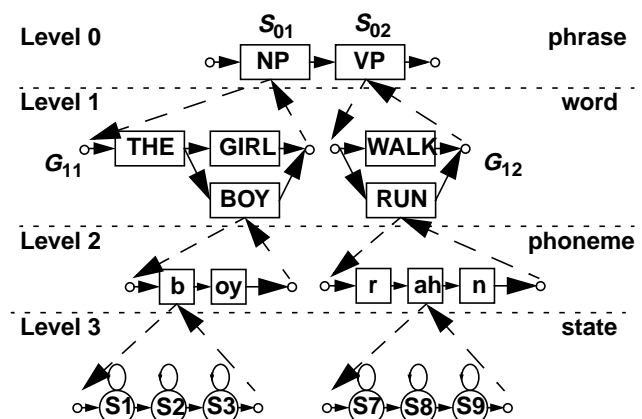 S01 S02
Level 0 NP VP phrase
Level 1 word
THE GIRL WALK
G11 G12
BOY RUN
Level 2 phoneme
b oy r ah n
Level 3 state
S1 S2 S3 S7 S8 S9